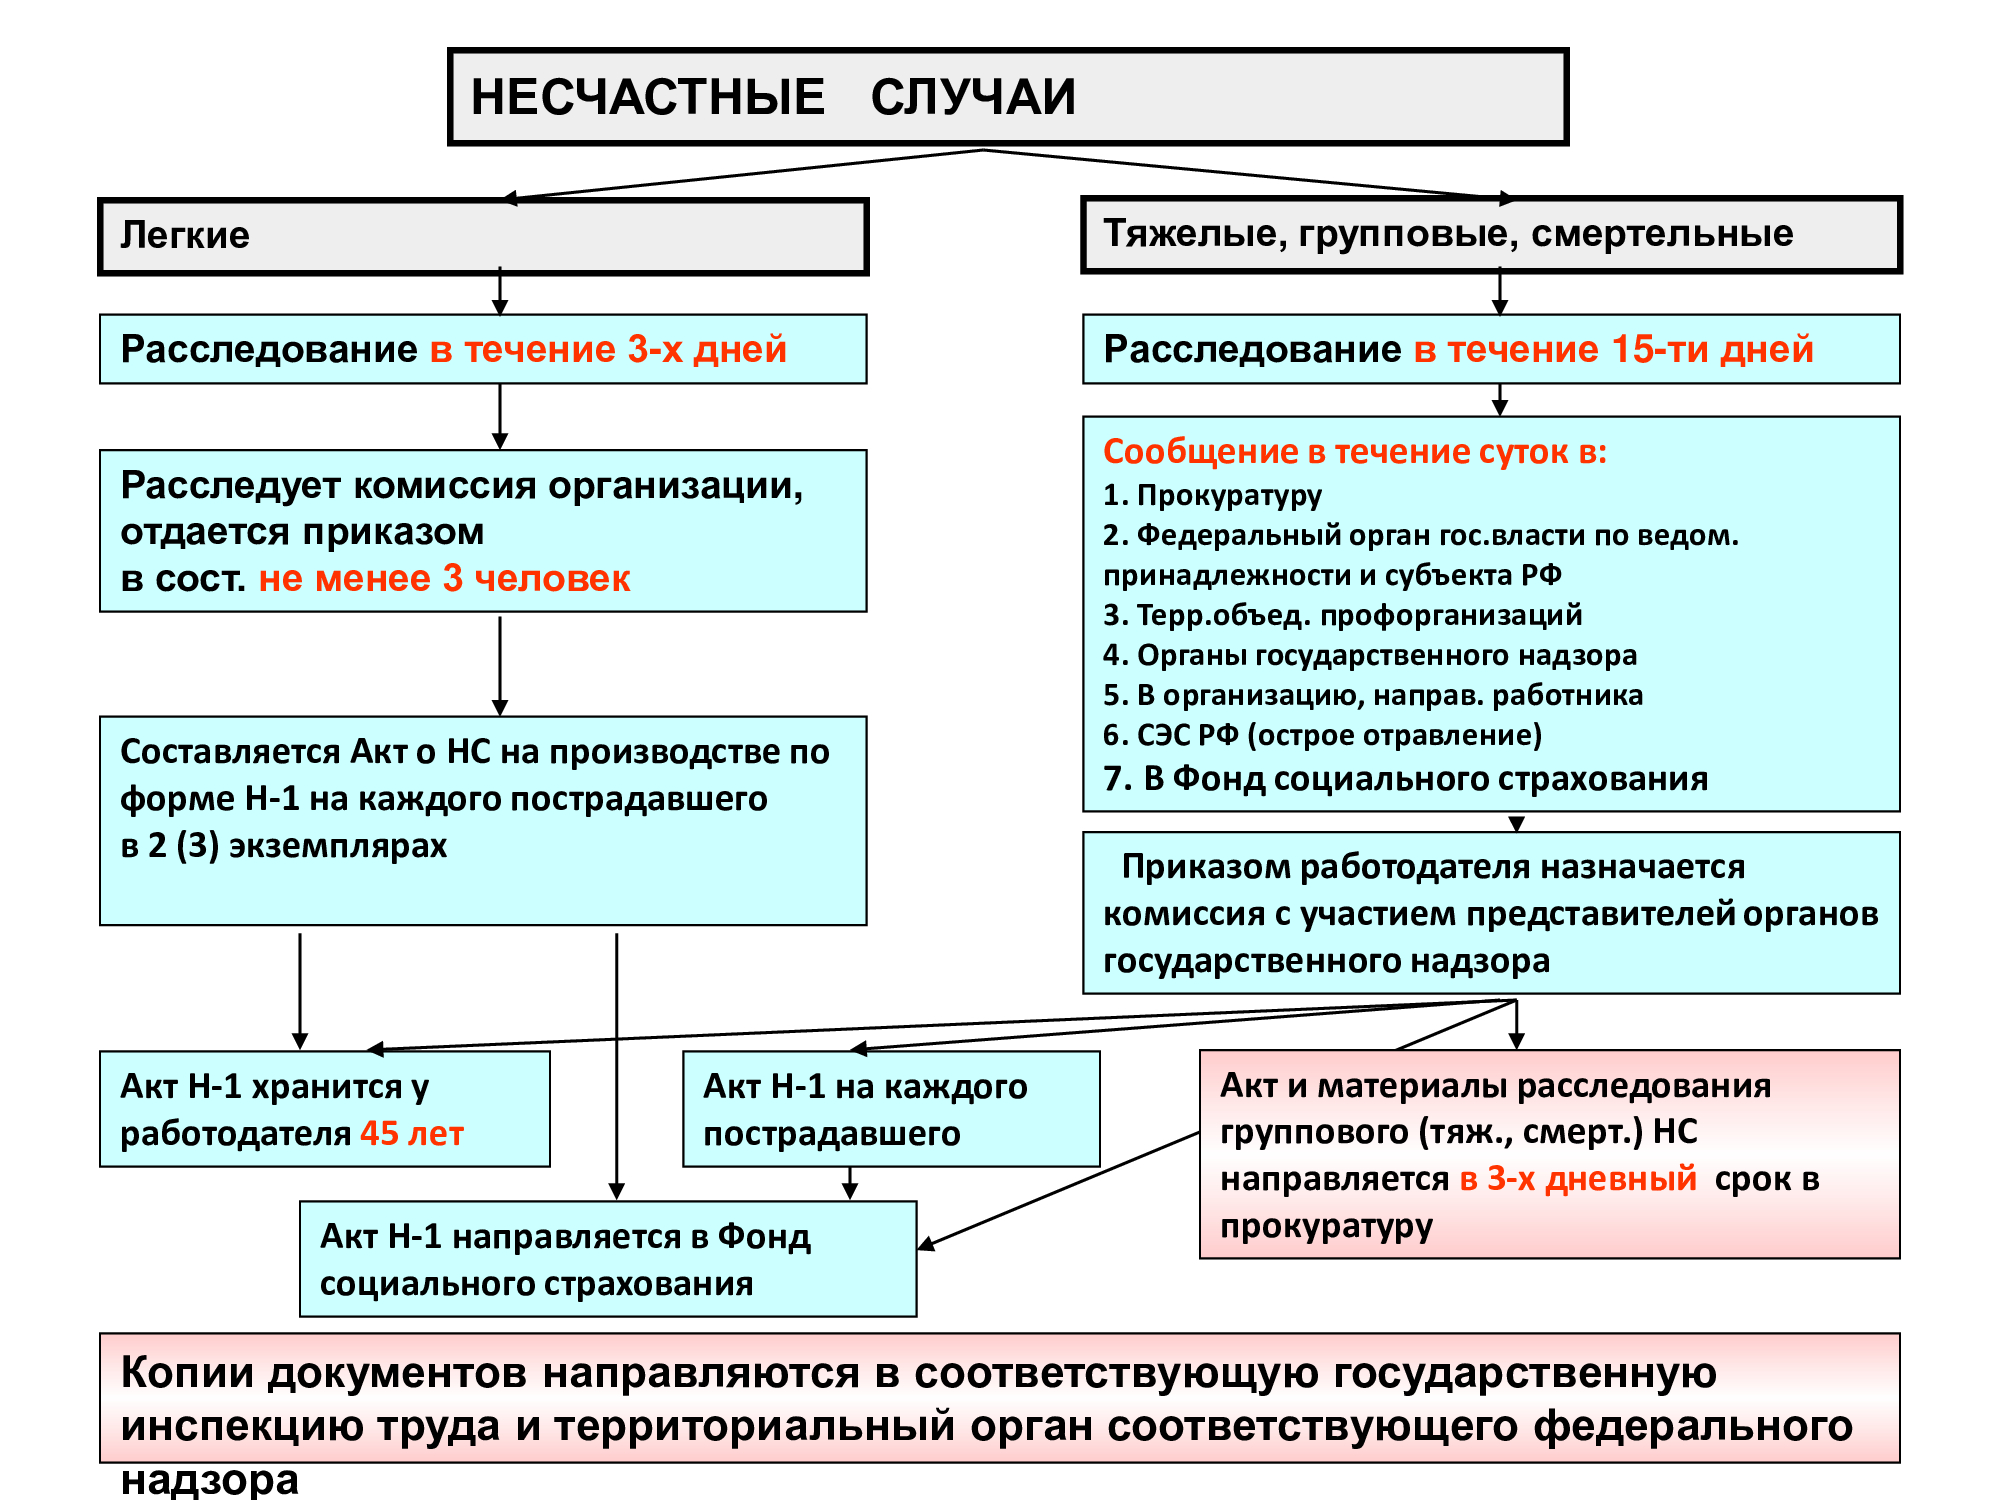 НЕСЧАСТНЫЕ СЛУЧАИ
Легкие
Расследование в течение 3-х дней
Расследует комиссия организации,
отдается приказом
в сост. не менее 3 человек
Составляется Акт о НС на производстве по
форме Н-1 на каждого пострадавшего
в 2 (3) экземплярах
Тяжелые, групповые, смертельные
Расследование в течение 15-ти дней
Сообщение в течение суток в:
1. Прокуратуру
2. Федеральный орган гос.власти по ведом.
принадлежности и субъекта РФ
3. Терр.объед. профорганизаций
4. Органы государственного надзора
5. В организацию, направ. работника
6. СЭС РФ (острое отравление)
7. В Фонд социального страхования
Приказом работодателя назначается
комиссия с участием представителей органов
государственного надзора
Акт Н-1 хранится у
работодателя 45 лет
Акт Н-1 на каждого
пострадавшего
Акт и материалы расследования
группового (тяж., смерт.) НС
направляется в 3-х дневный срок в
прокуратуру
Акт Н-1 направляется в Фонд
социального страхования
Копии документов направляются в соответствующую государственную
инспекцию труда и территориальный орган соответствующего федерального
надзора